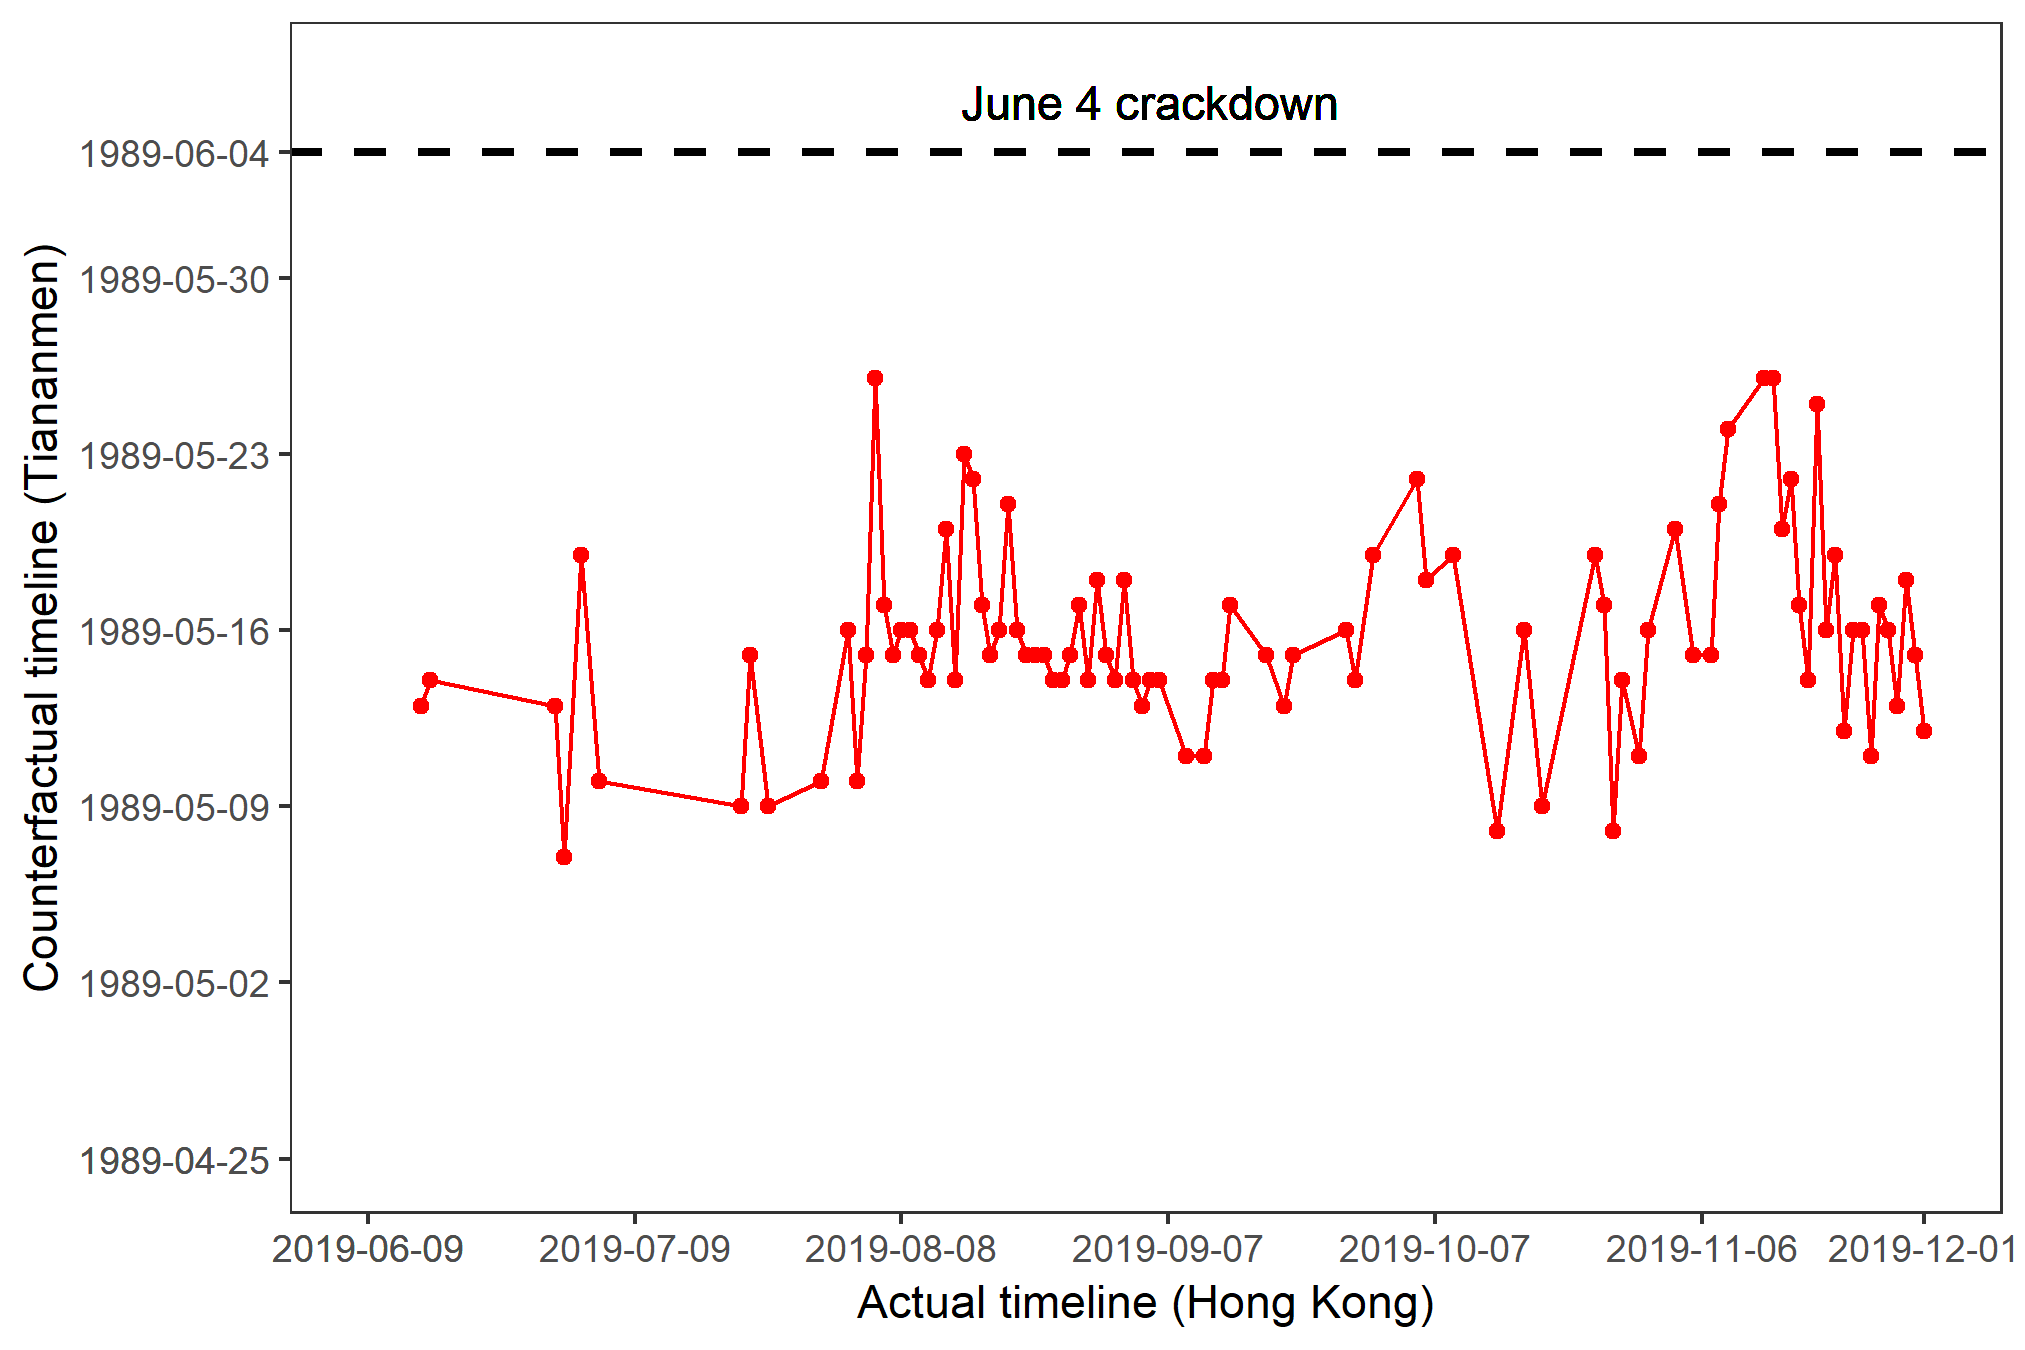 June 4 crackdown
1989-06-04
1989-05-30
1989-05-23
1989-05-16
1989-05-09
1989-05-02
1989-04-25
Counterfactual timeline (Tiananmen)
2019-06-09 2019-07-09 2019-08-08 2019-09-07 2019-10-07 2019-11-06 2019-12-01
Actual timeline (Hong Kong)